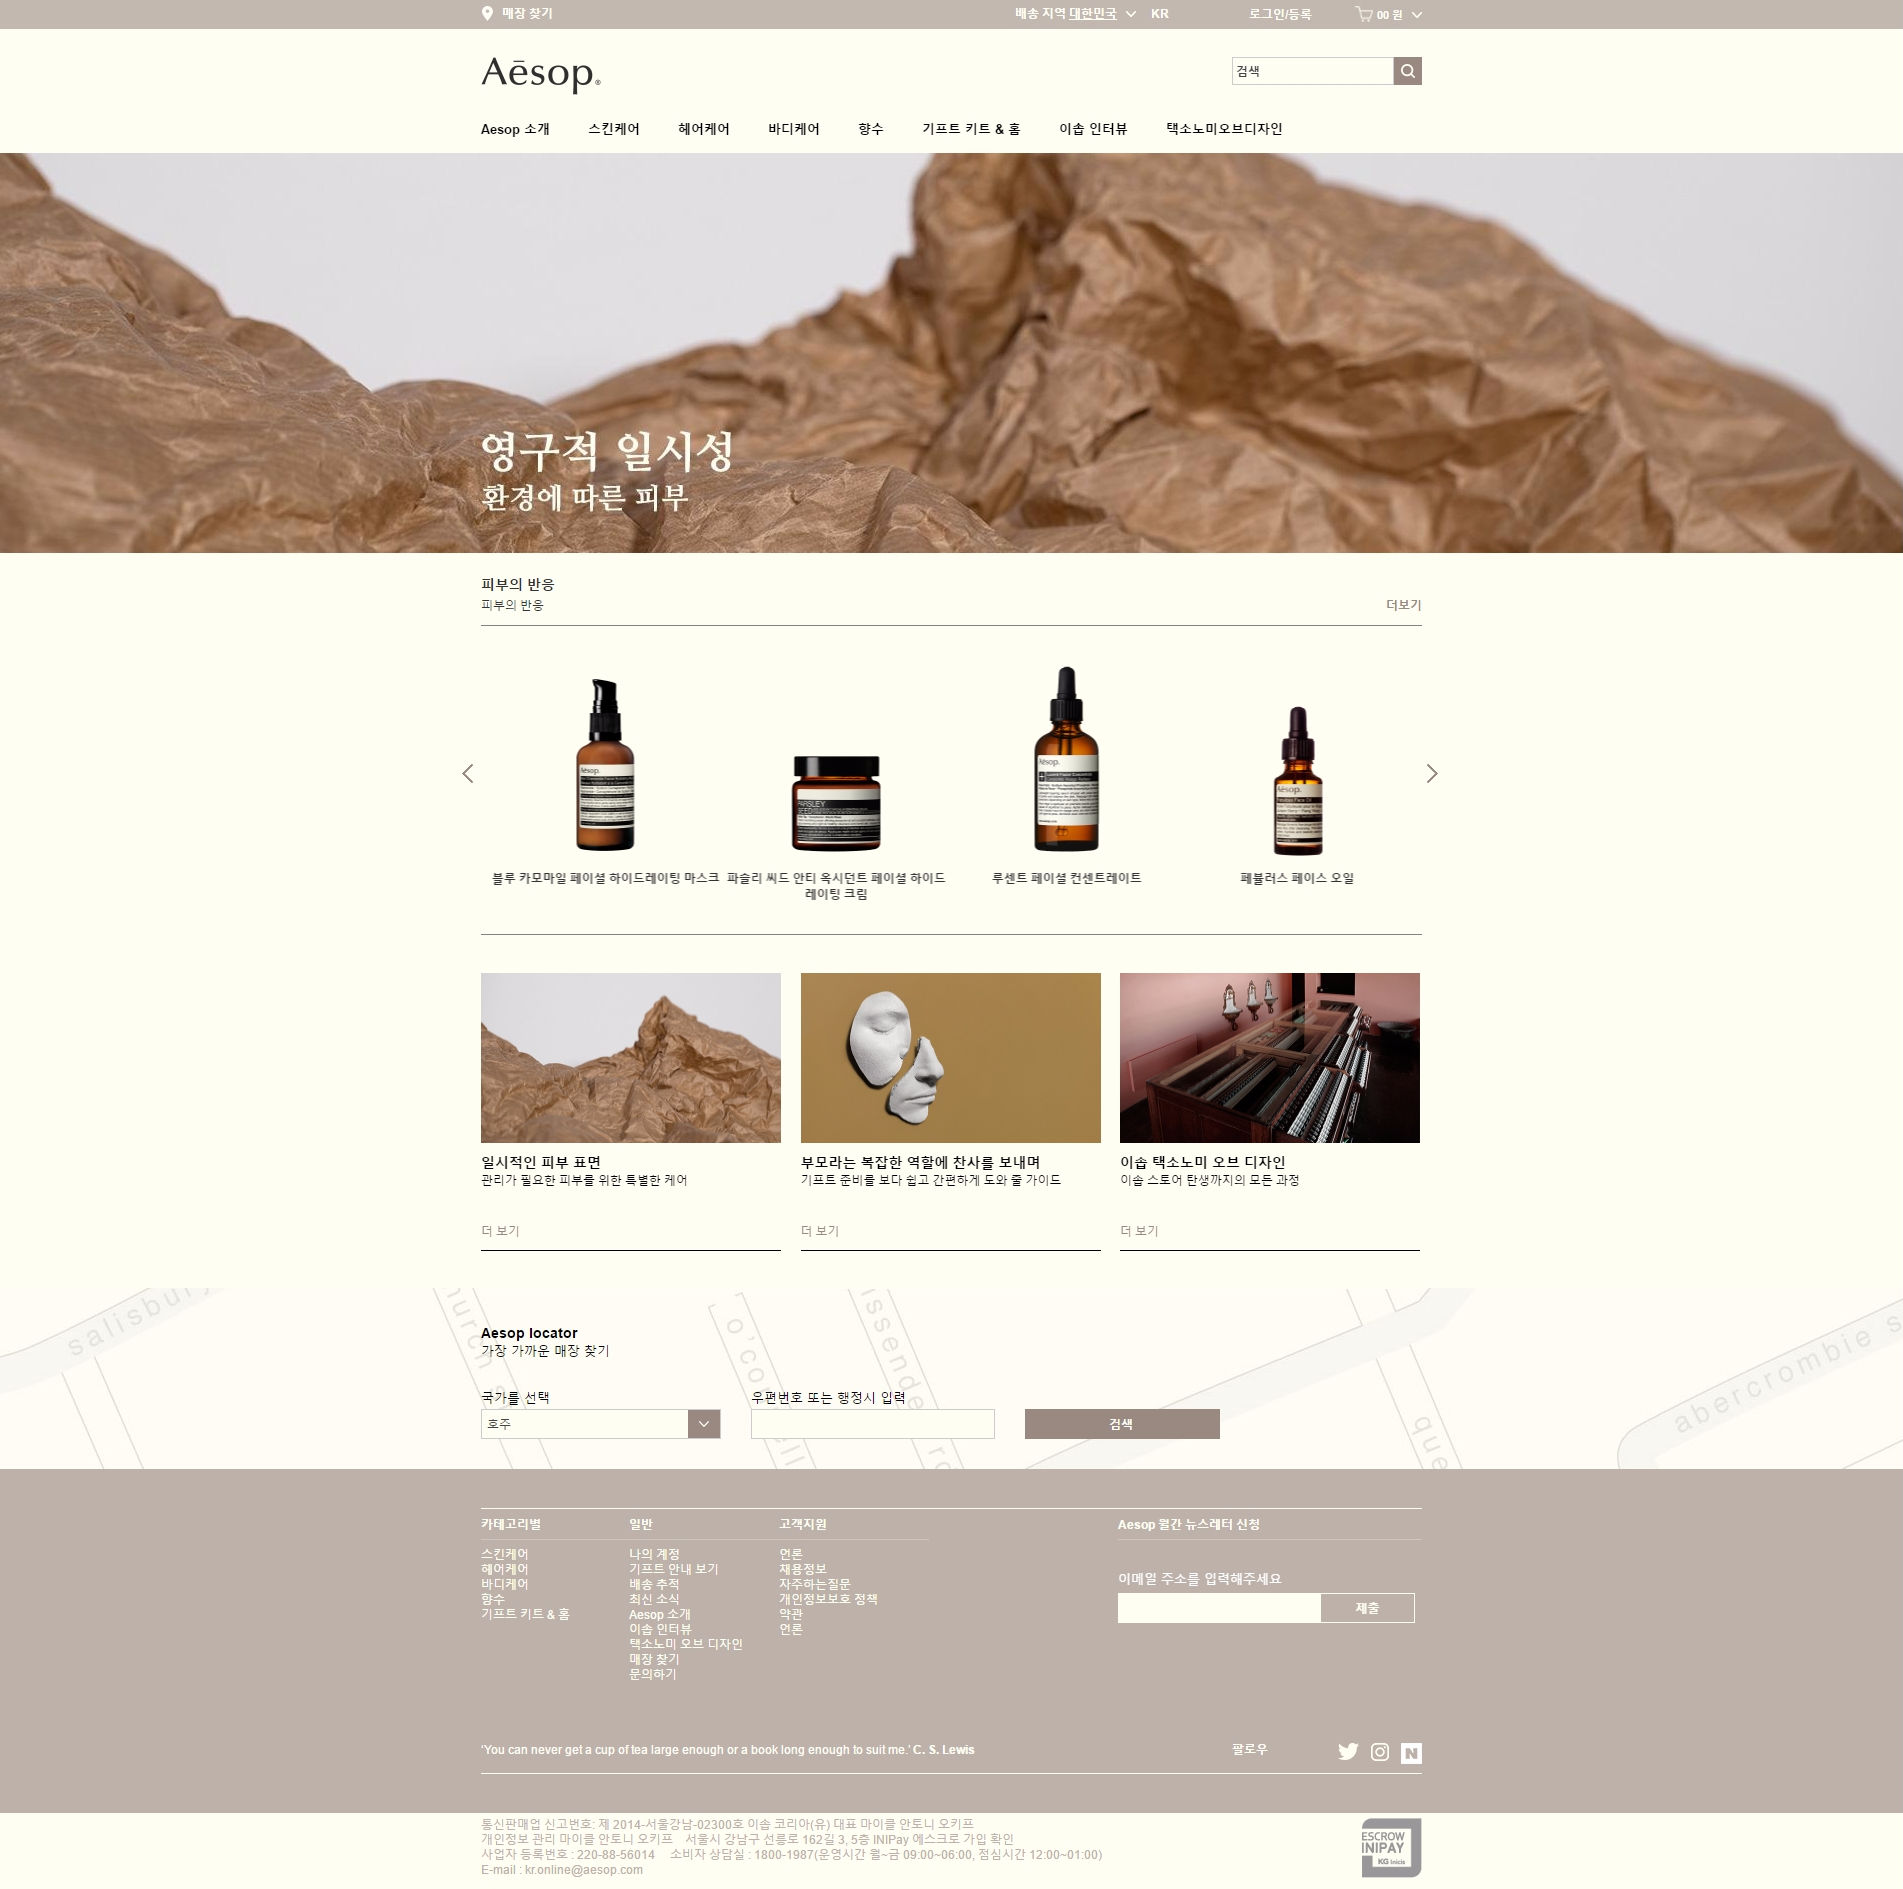 매장 찾기
배송 지역 대한민국 KR 로그인/등록 00 원
Aēsop.®
검색
Aesop 소개 스킨케어 헤어케어 바디케어 향수 기프트 키트 & 홈 이솝 인터뷰 택소노미오브디자인
영구적 일시성
환경에 따른 피부
피부의 반응
피부의 반응 더보기
Aēsop.
PARSLEY
SEED
Aēsop.
Lucent Facial Concentrate
Aēsop.
블루 카모마일 페이셜 하이드레이팅 마스크
파슬리 씨드 안티 옥시던트 페이셜 하이드
레이팅 크림
루센트 페이셜 컨센트레이트
페뷸러스 페이스 오일
일시적인 피부 표면
관리가 필요한 피부를 위한 특별한 케어
더 보기
부모라는 복잡한 역할에 찬사를 보내며
기프트 준비를 보다 쉽고 간편하게 도와 줄 가이드
더 보기
이솝 택소노미 오브 디자인
이솝 스토어 탄생까지의 모든 과정
더 보기
salisbury
abercrombie s
que
Aesop locator
가장 가까운 매장 찾기
국가를 선택
호주
우편번호 또는 행정시 입력
검색
카테고리별
스킨케어
헤어케어
바디케어
향수
기프트 키트 & 홈
일반
나의 계정
기프트 안내 보기
배송 추적
최신 소식
Aesop 소개
이솝 인터뷰
택소노미 오브 디자인
매장 찾기
문의하기
고객지원
언론
채용정보
자주하는질문
개인정보보호 정책
약관
언론
Aesop 월간 뉴스레터 신청
이메일 주소를 입력해주세요
제출
‘You can never get a cup of tea large enough or a book long enough to suit me.’ C. S. Lewis
팔로우
N
통신판매업 신고번호: 제 2014-서울강남-02300호 이솝 코리아(유) 대표 마이클 안토니 오키프
개인정보 관리 마이클 안토니 오키프 서울시 강남구 선릉로 162길 3, 5층 INIPay 에스크로 가입 확인
사업자 등록번호 : 220-88-56014 소비자 상담실 : 1800-1987(운영시간 월~금 09:00~06:00, 점심시간 12:00~01:00)
E-mail : kr.online@aesop.com
ESCROW
INIPAY
KG Inicis